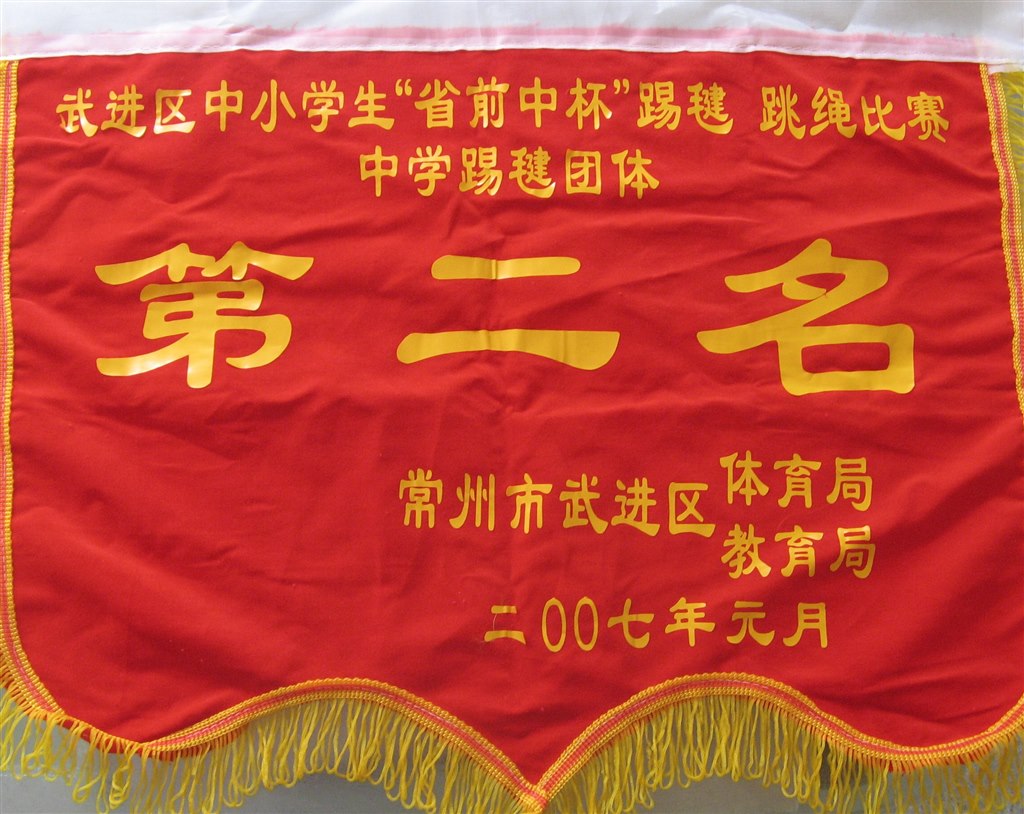 武进区中小学生“省前中杯”踢毽 跳绳比赛
中学踢毽团体
第二名
常州市武进区体育局
教育局
二00七年元月